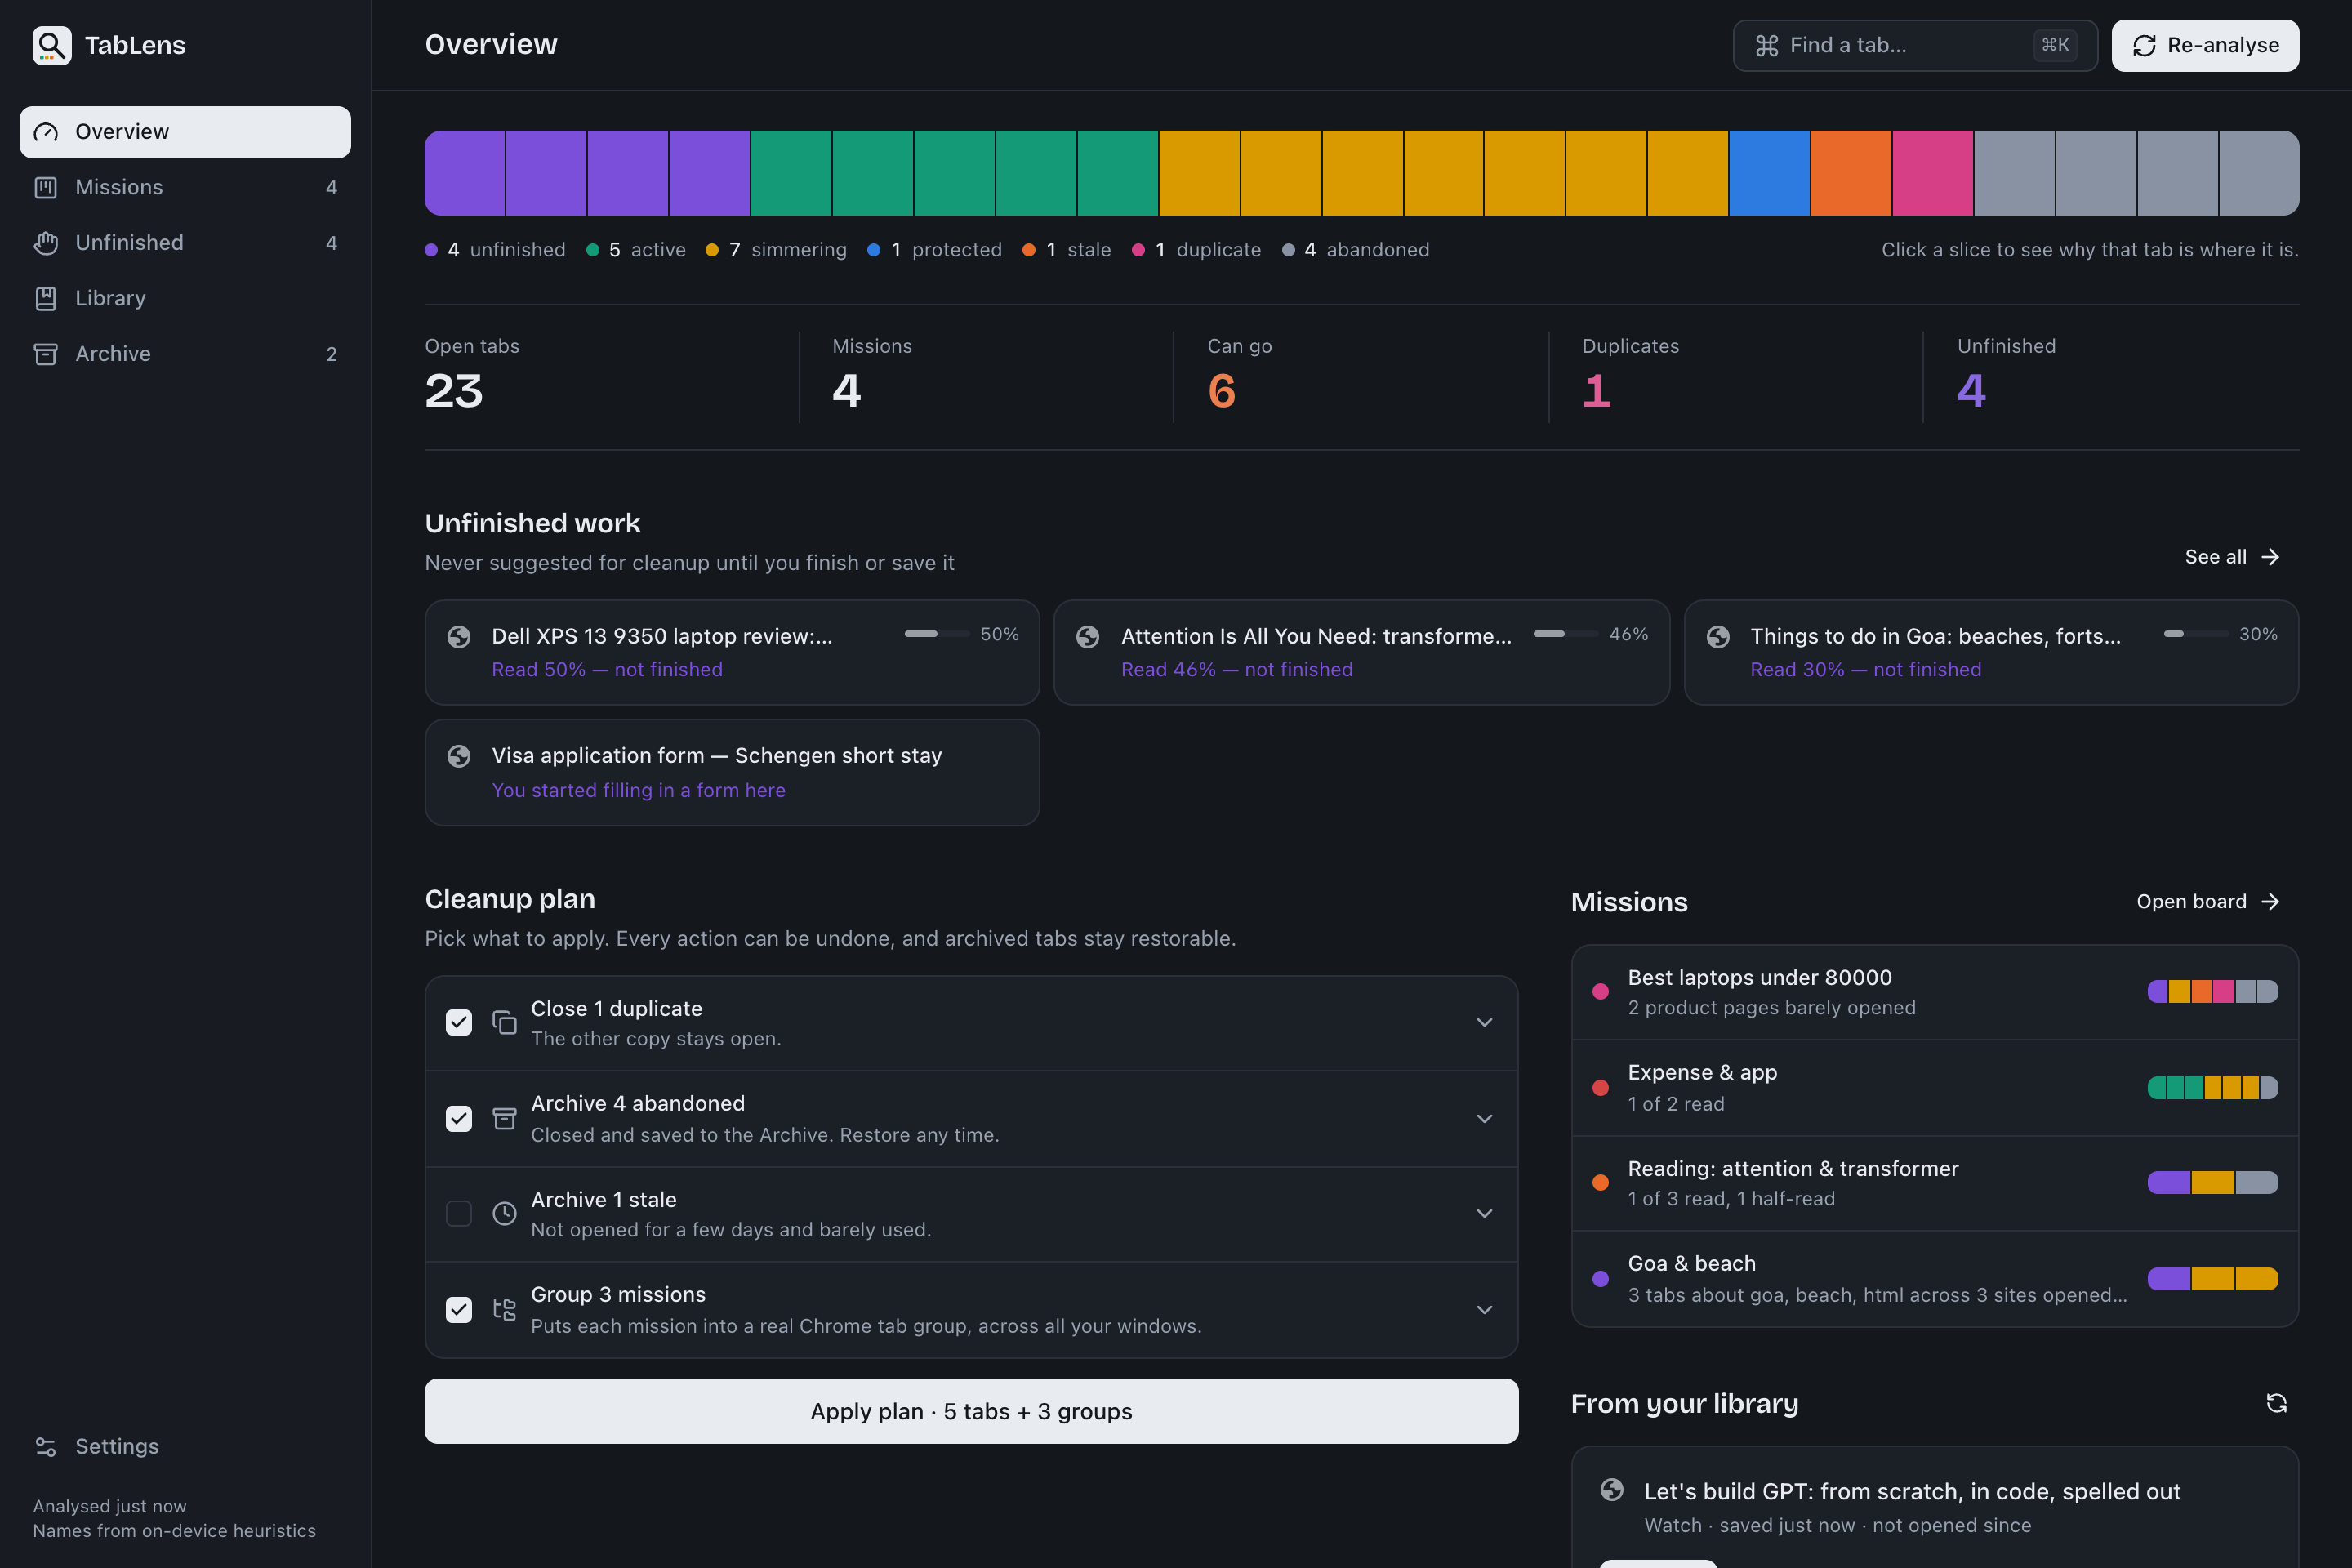 TabLens
Overview
Missions 4
Unfinished 4
Library
Archive 2
Settings
Analysed just now
Names from on-device heuristics
Overview
Find a tab... ⌘K
Re-analyse
4 unfinished 5 active 7 simmering 1 protected 1 stale 1 duplicate 4 abandoned
Click a slice to see why that tab is where it is.
Open tabs
23
Missions
4
Can go
6
Duplicates
1
Unfinished
4
Unfinished work
Never suggested for cleanup until you finish or save it
See all
Dell XPS 13 9350 laptop review:... 50%
Read 50% — not finished
Attention Is All You Need: transforme... 46%
Read 46% — not finished
Things to do in Goa: beaches, forts... 30%
Read 30% — not finished
Visa application form — Schengen short stay
You started filling in a form here
Cleanup plan
Pick what to apply. Every action can be undone, and archived tabs stay restorable.
Close 1 duplicate
The other copy stays open.
Archive 4 abandoned
Closed and saved to the Archive. Restore any time.
Archive 1 stale
Not opened for a few days and barely used.
Group 3 missions
Puts each mission into a real Chrome tab group, across all your windows.
Apply plan · 5 tabs + 3 groups
Missions
Open board
Best laptops under 80000
2 product pages barely opened
Expense & app
1 of 2 read
Reading: attention & transformer
1 of 3 read, 1 half-read
Goa & beach
3 tabs about goa, beach, html across 3 sites opened...
From your library
Let's build GPT: from scratch, in code, spelled out
Watch · saved just now · not opened since